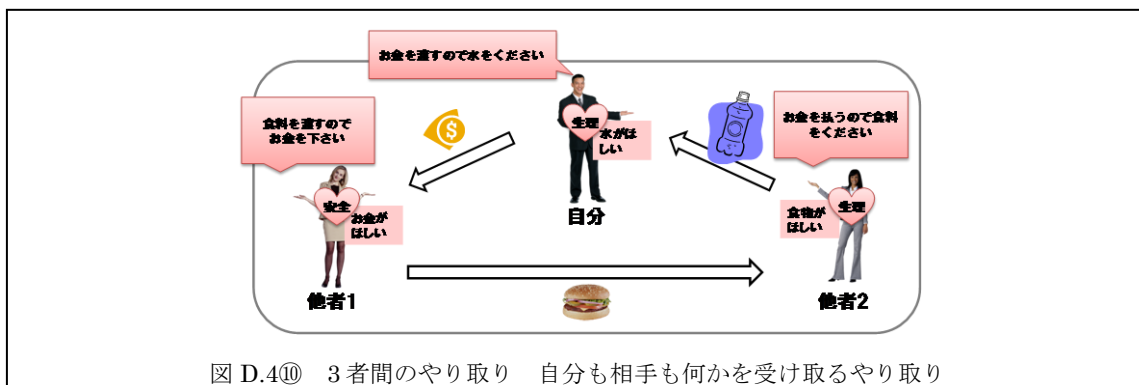 お金を渡すので水をください
食料を渡すので
お金を下さい
お金を払うので食料
をください
生理
水がほ
しい
安全
お金が
ほしい
食物が
ほしい
生理
自分
他者1
他者2
図 D.4⑩ 3者間のやり取り 自分も相手も何かを受け取るやり取り